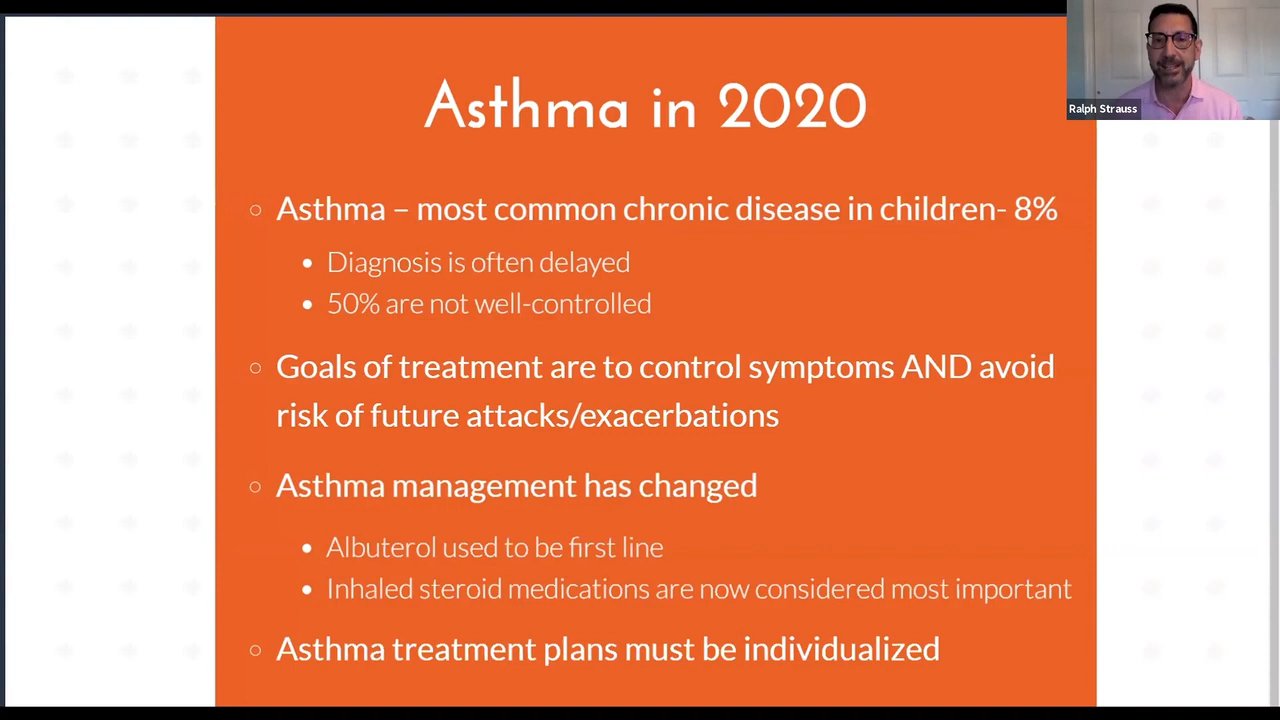 Asthma in 2020
Ralph Strauss
Asthma – most common chronic disease in children- 8%
Diagnosis is often delayed
50% are not well-controlled
Goals of treatment are to control symptoms AND avoid
risk of future attacks/exacerbations
Asthma management has changed
Albuterol used to be first line
Inhaled steroid medications are now considered most important
Asthma treatment plans must be individualized